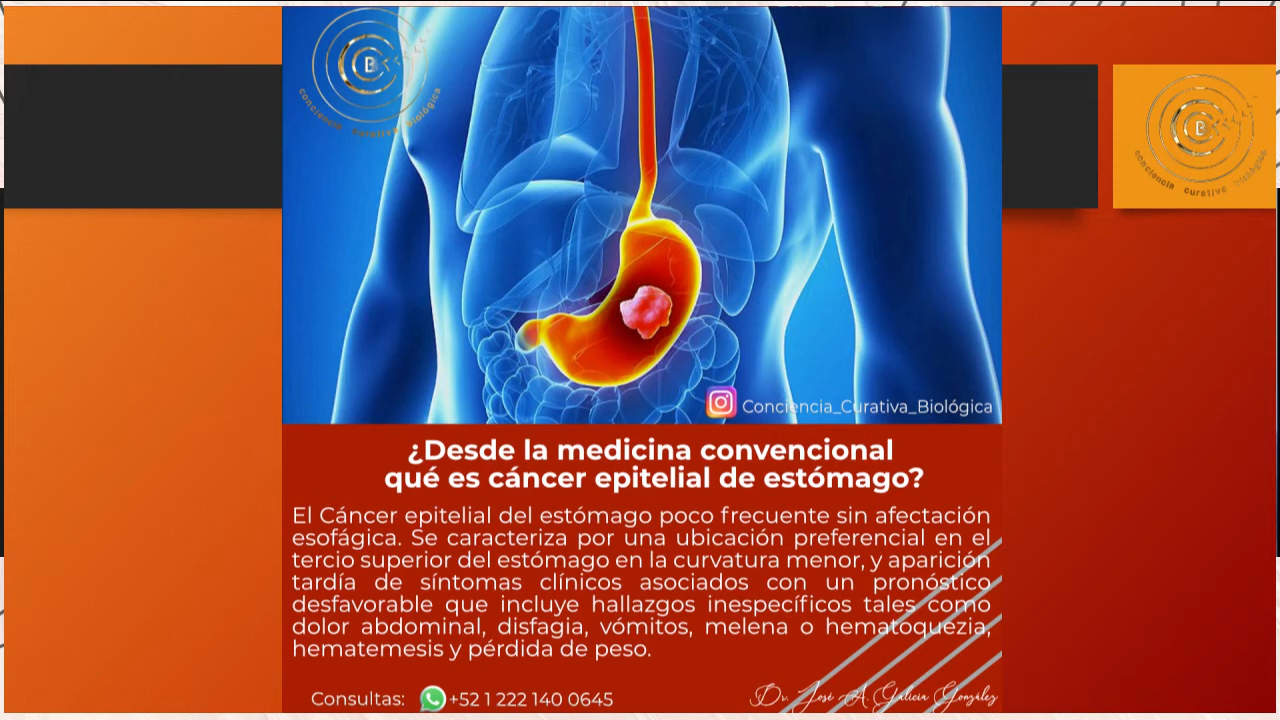 B
conciencia curativa biológica
B
conciencia curativa biológica
Conciencia_Curativa_Biológica
¿Desde la medicina convencional
qué es cáncer epitelial de estómago?
El Cáncer epitelial del estómago poco frecuente sin afectación
esofágica. Se caracteriza por una ubicación preferencial en el
tercio superior del estómago en la curvatura menor, y aparición
tardía de síntomas clínicos asociados con un pronóstico
desfavorable que incluye hallazgos inespecíficos tales como
dolor abdominal, disfagia, vómitos, melena o hematoquezia,
hematemesis y pérdida de peso.
Consultas: +52 1 222 140 0645
Dr. José A. Galicia González